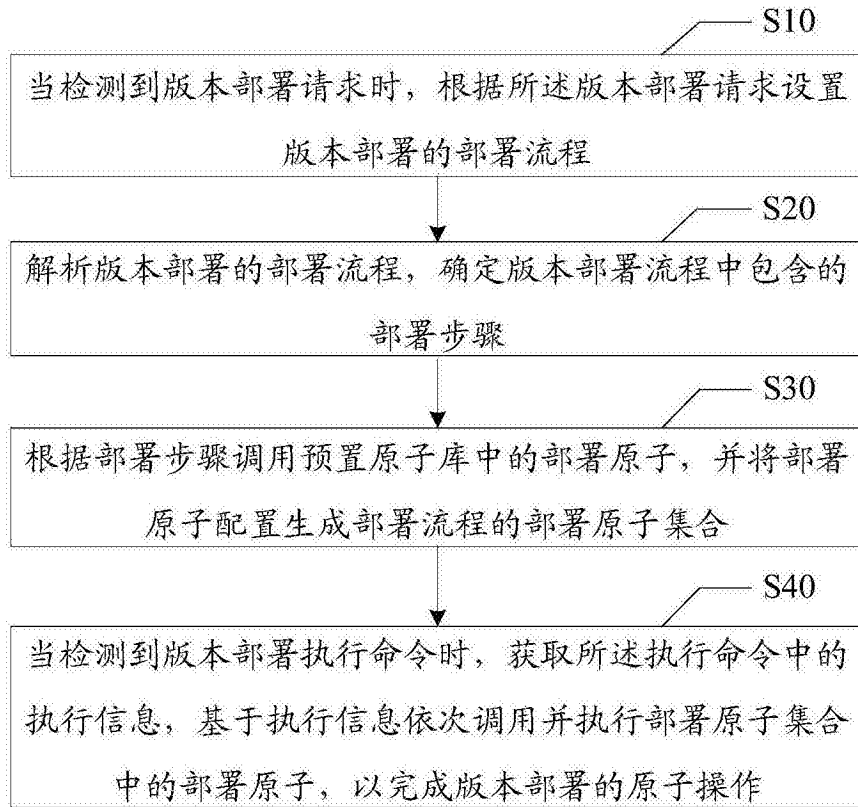 S10
当检测到版本部署请求时，根据所述版本部署请求设置
版本部署的部署流程
S20
解析版本部署的部署流程，确定版本部署流程中包含的
部署步骤
S30
根据部署步骤调用预置原子库中的部署原子，并将部署
原子配置生成部署流程的部署原子集合
S40
当检测到版本部署执行命令时，获取所述执行命令中的
执行信息，基于执行信息依次调用并执行部署原子集合
中的部署原子，以完成版本部署的原子操作